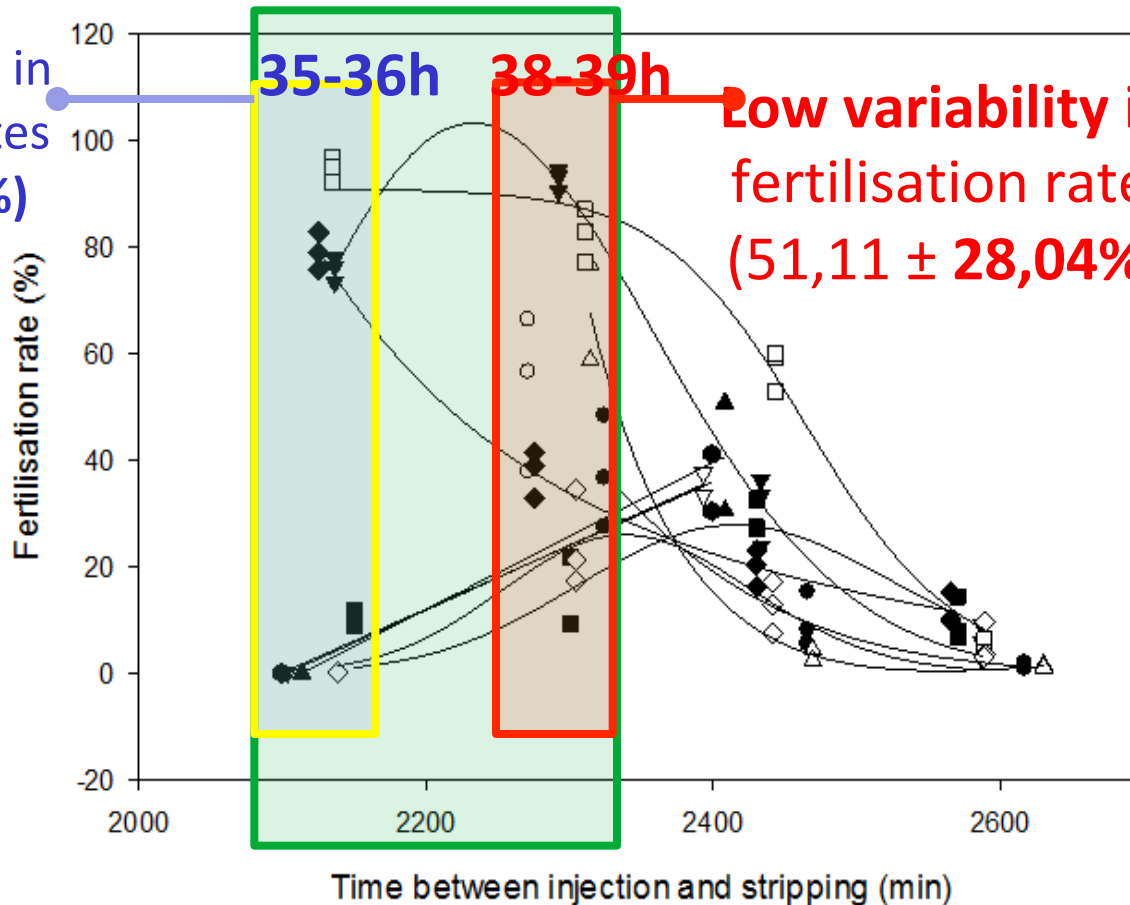 120
100
80
60
40
20
0
-20
2000
2200
2400
2600
Fertilisation rate (%)
Time between injection and stripping (min)
in
%)
35-36h
38-39h
Low variability
fertilisation rate
(51,11 ± 28,04%